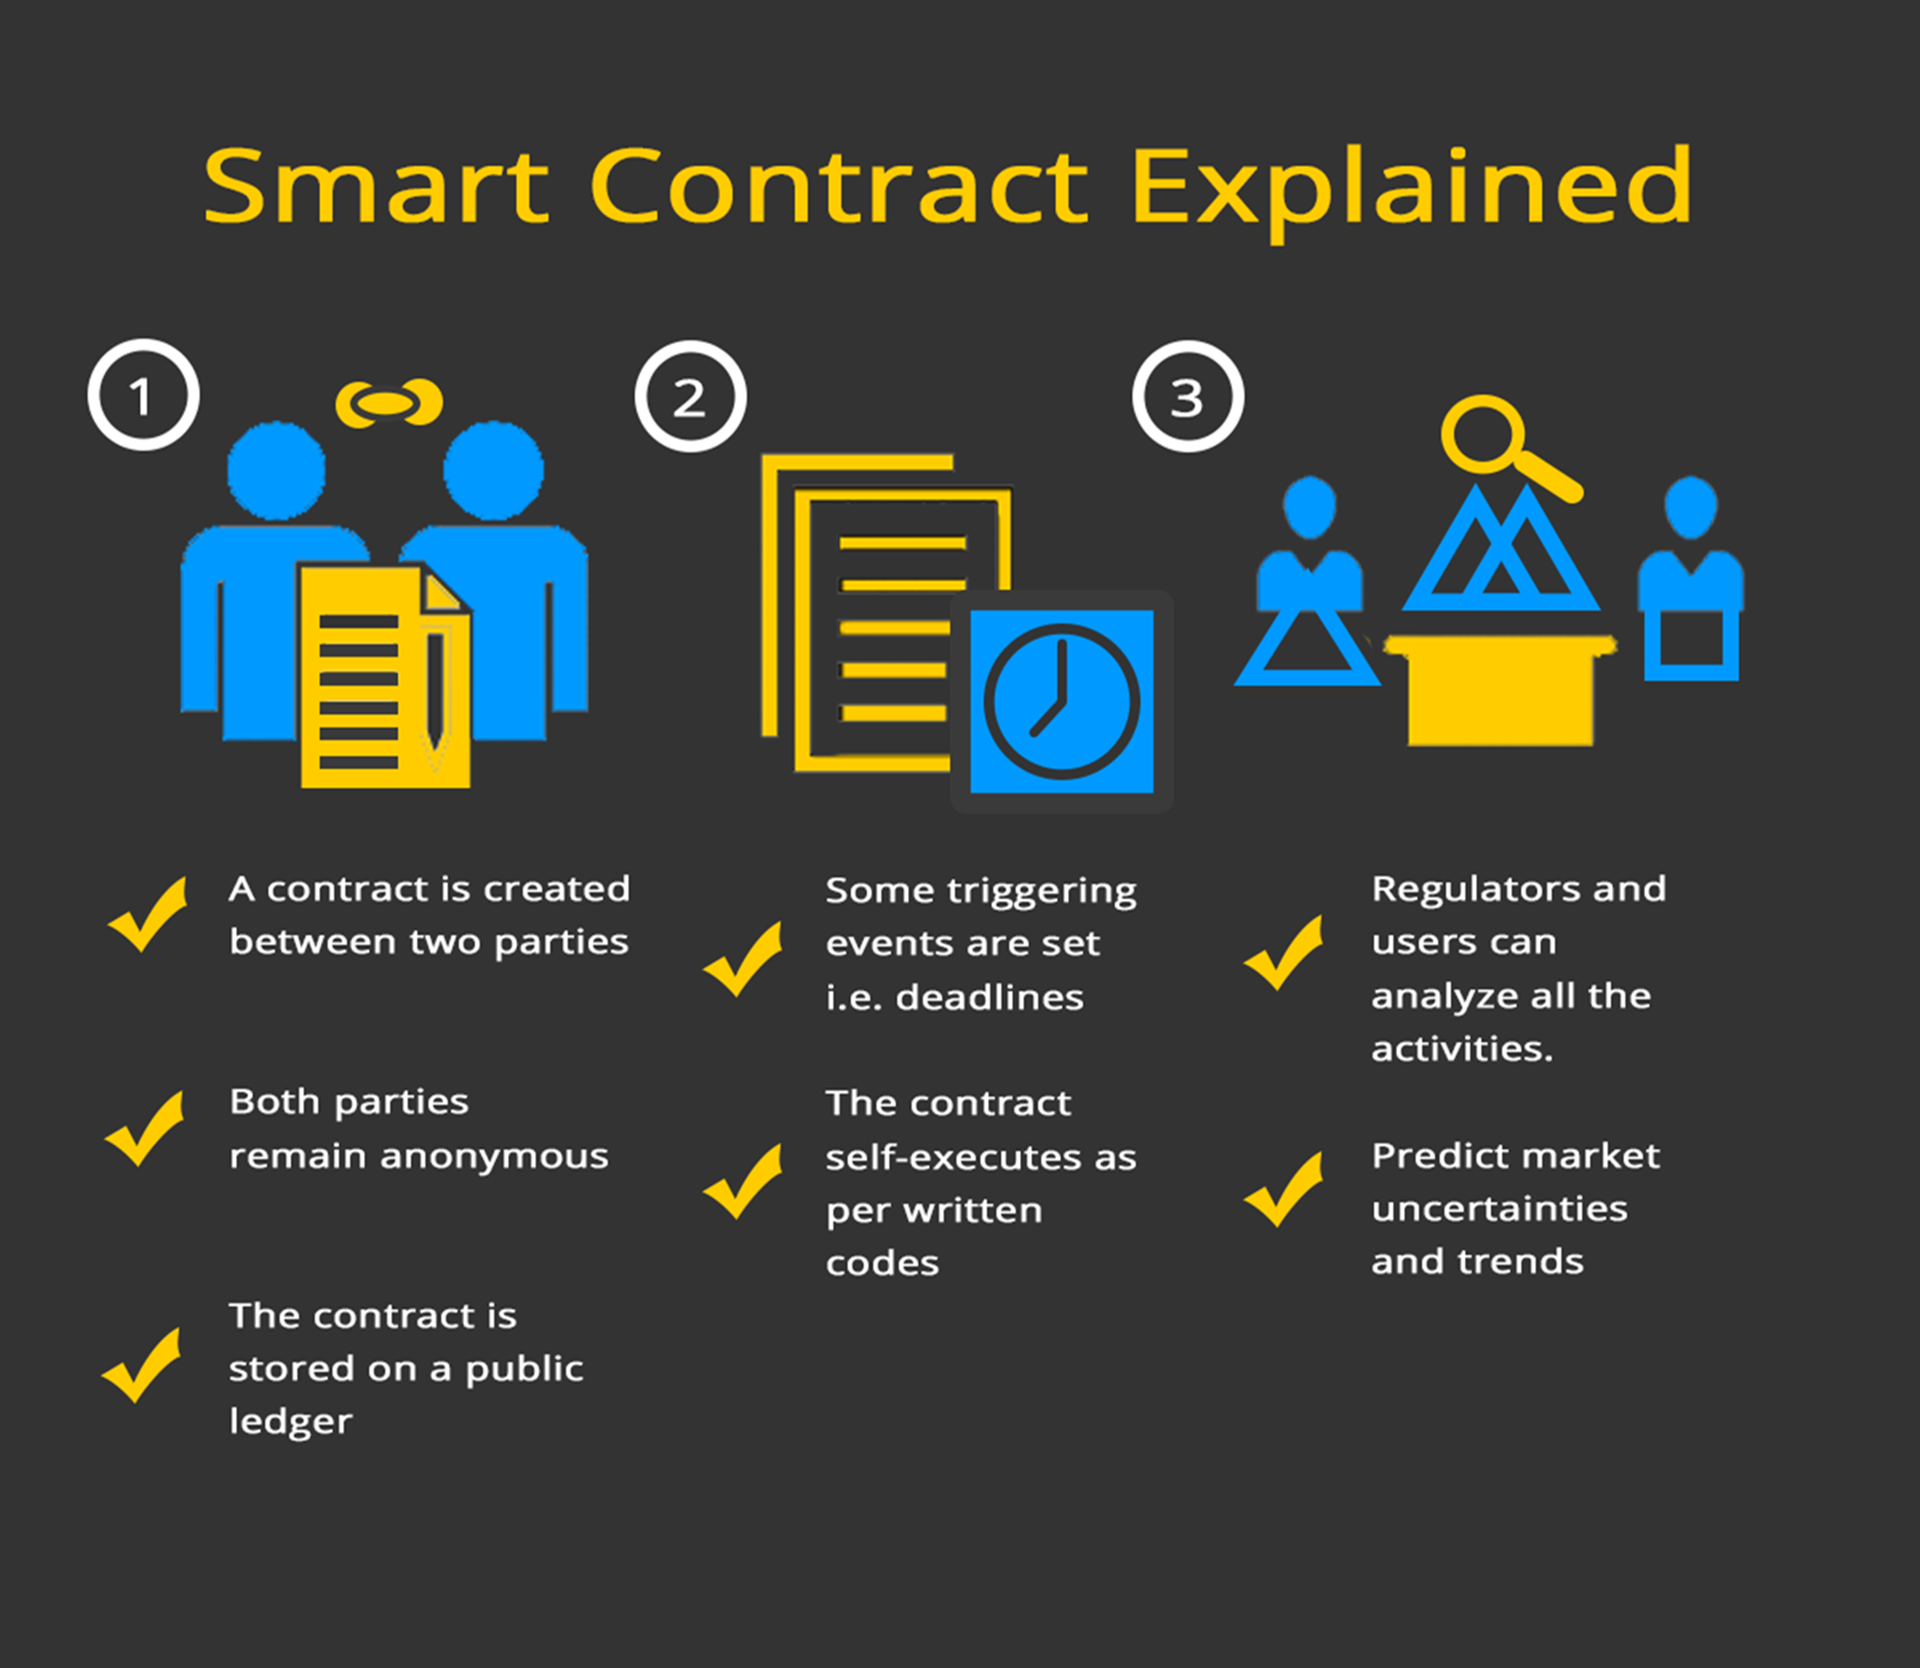 Smart Contract Explained
1
A contract is created
between two parties
Both parties
remain anonymous
The contract is
stored on a public
ledger
2
Some triggering
events are set
i.e. deadlines
The contract
self-executes as
per written
codes
3
Regulators and
users can
analyze all the
activities.
Predict market
uncertainties
and trends